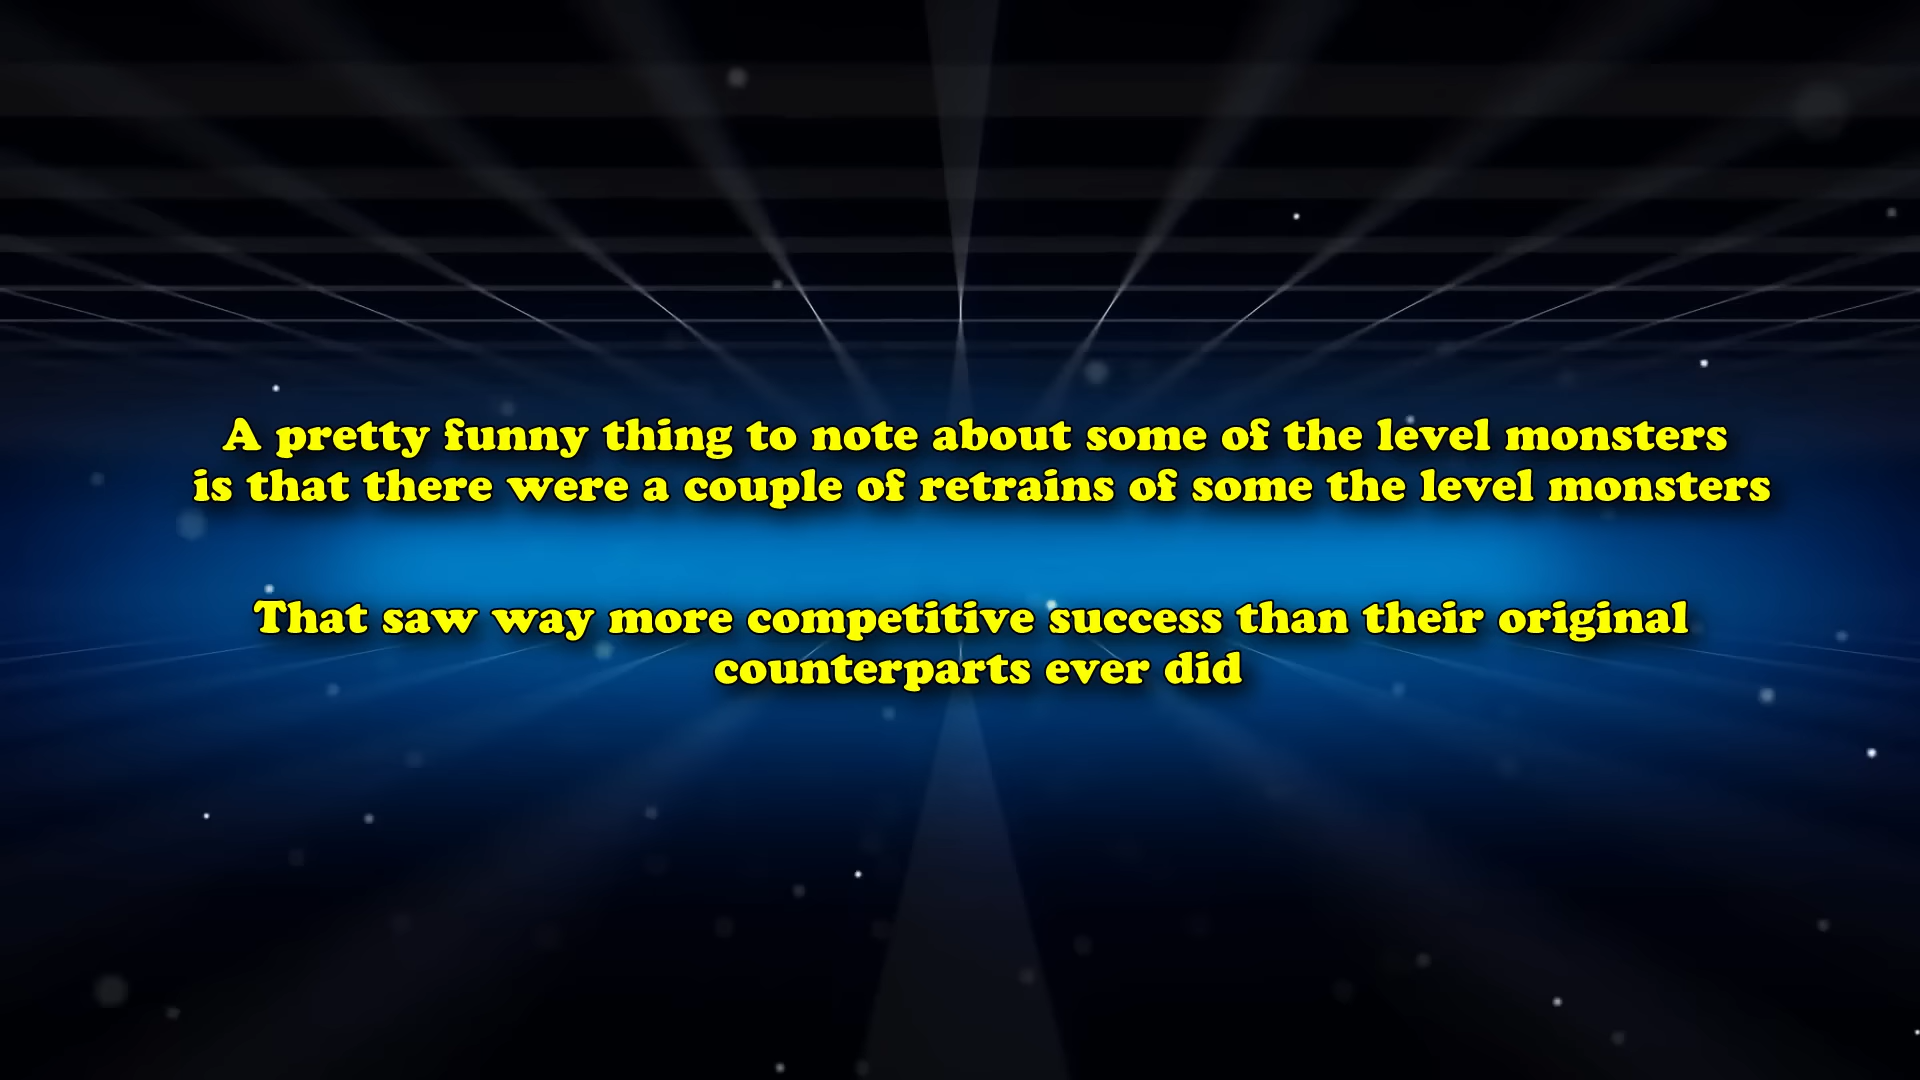 A pretty funny thing to note about some of the level monsters
is that there were a couple of retrains of some the level monsters
That saw way more competitive success than their original
counterparts ever did